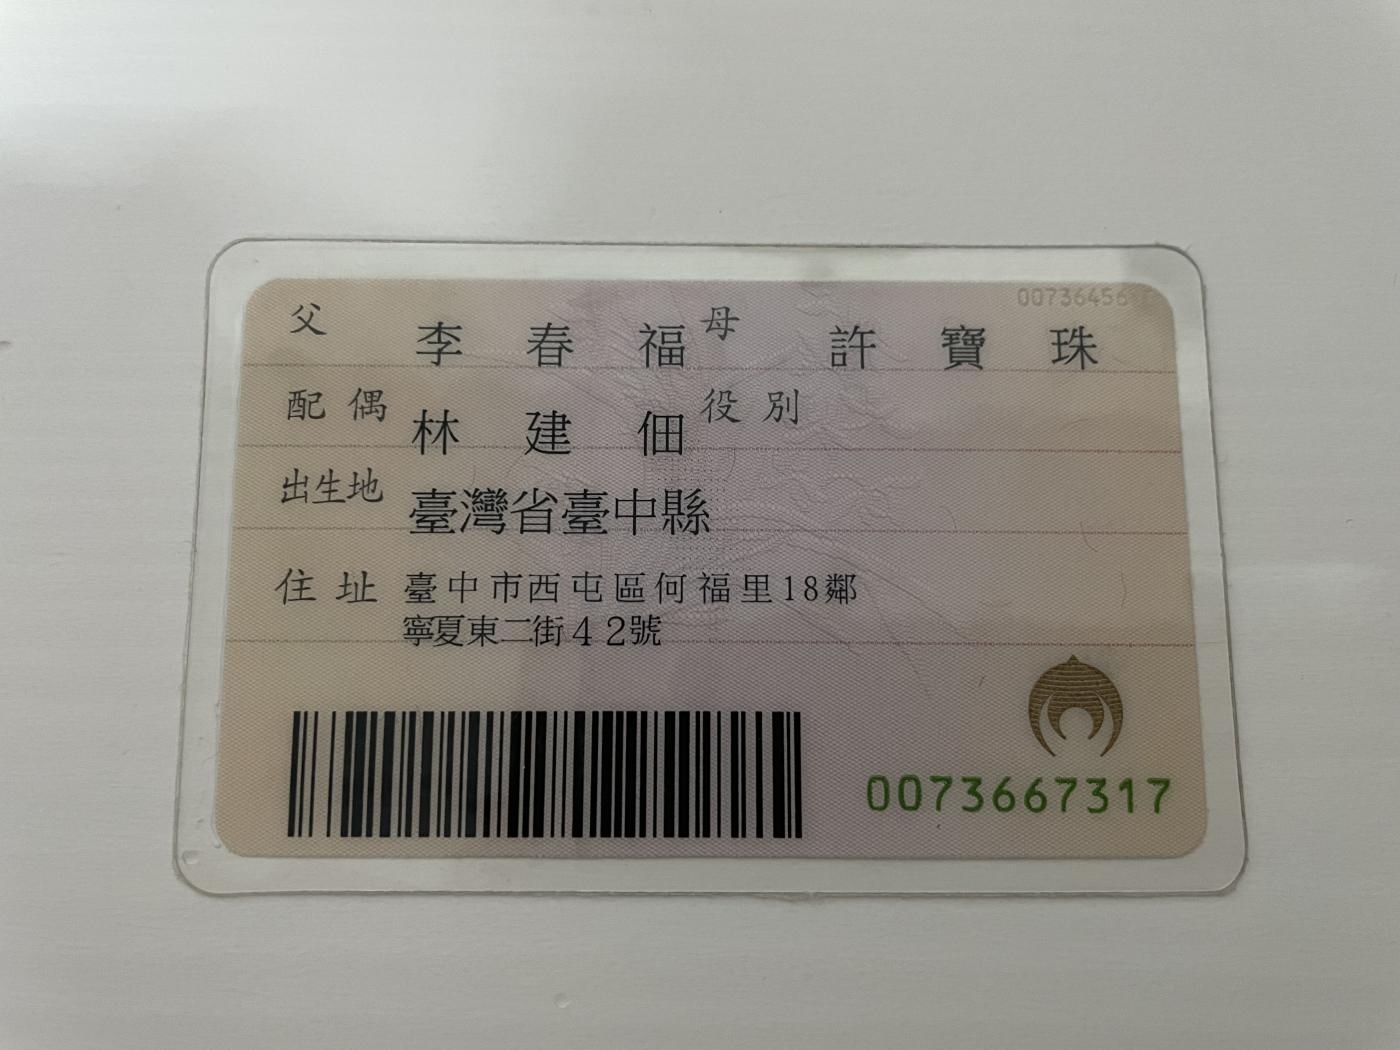 00736456
父 李春福 母 許寶珠
配偶 林建佃 役別
出生地 臺灣省臺中縣
住址 臺中市西屯區何福里18鄰
寧夏東二街42號
0073667317